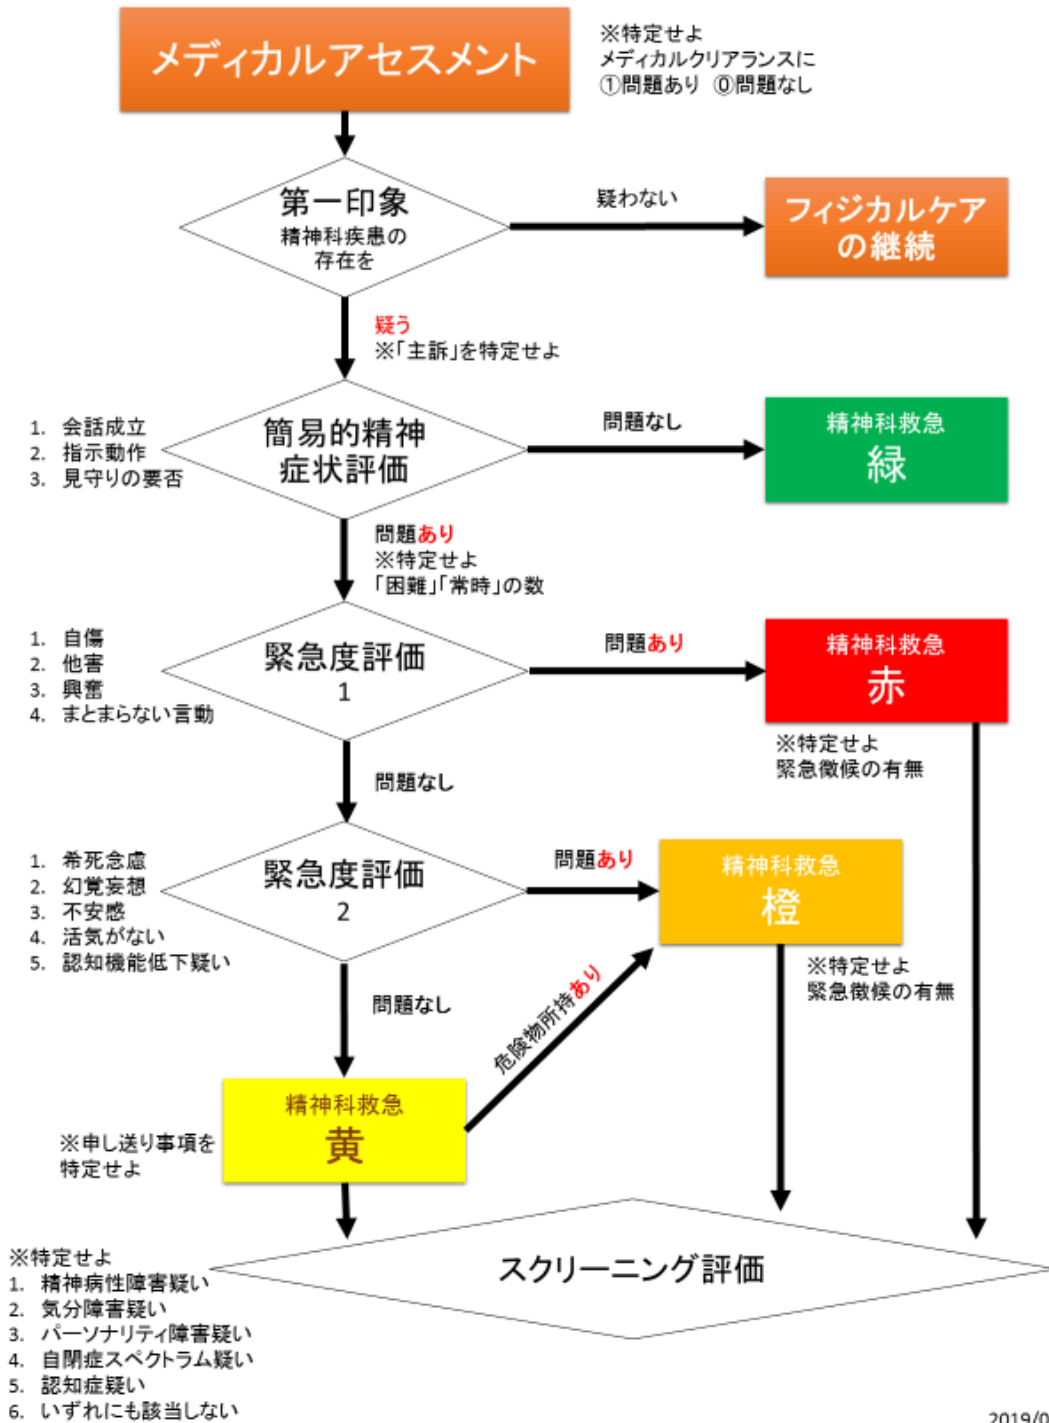 メディカルアセスメント
※特定せよ
メディカルクリアランスに
①問題あり ⓪問題なし
第一印象
精神科疾患の
存在を
疑わない
フィジカルケア
の継続
疑う
※「主訴」を特定せよ
1. 会話成立
2. 指示動作
3. 見守りの要否
簡易的精神
症状評価
問題なし
精神科救急
緑
問題あり
※特定せよ
「困難」「常時」の数
1. 自傷
2. 他害
3. 興奮
4. まとまらない言動
緊急度評価
1
問題あり
精神科救急
赤
※特定せよ
緊急徴候の有無
問題なし
1. 希死念慮
2. 幻覚妄想
3. 不安感
4. 活気がない
5. 認知機能低下疑い
緊急度評価
2
問題あり
精神科救急
橙
※特定せよ
緊急徴候の有無
問題なし
危険物所持あり
精神科救急
黄
※申し送り事項を
特定せよ
スクリーニング評価
※特定せよ
1. 精神病性障害疑い
2. 気分障害疑い
3. パーソナリティ障害疑い
4. 自閉症スペクトラム疑い
5. 認知症疑い
6. いずれにも該当しない
2019/0